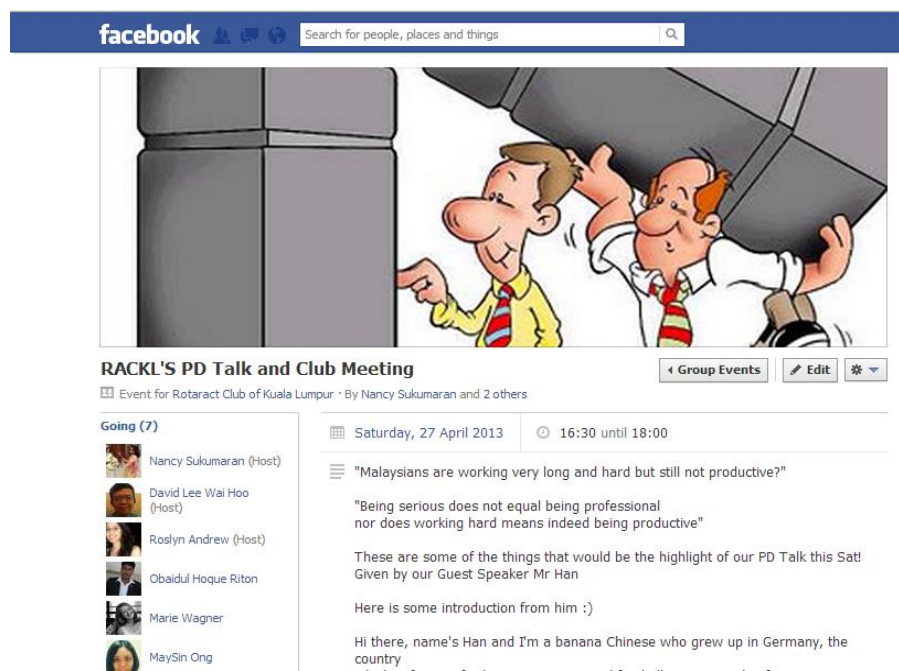 facebook
Search for people, places and things
RACKL'S PD Talk and Club Meeting
Group Events
Edit
Event for Rotaract Club of Kuala Lumpur · By Nancy Sukumaran and 2 others
Going (7)
Nancy Sukumaran (Host)
David Lee Wai Hoo
(Host)
Roslyn Andrew (Host)
Obaidul Hoque Riton
Marie Wagner
MaySin Ong
Saturday, 27 April 2013
16:30 until 18:00
"Malaysians are working very long and hard but still not productive?"
"Being serious does not equal being professional
nor does working hard means indeed being productive"
These are some of the things that would be the highlight of our PD Talk this Sat!
Given by our Guest Speaker Mr Han
Here is some introduction from him :)
Hi there, name's Han and I'm a banana Chinese who grew up in Germany, the
country